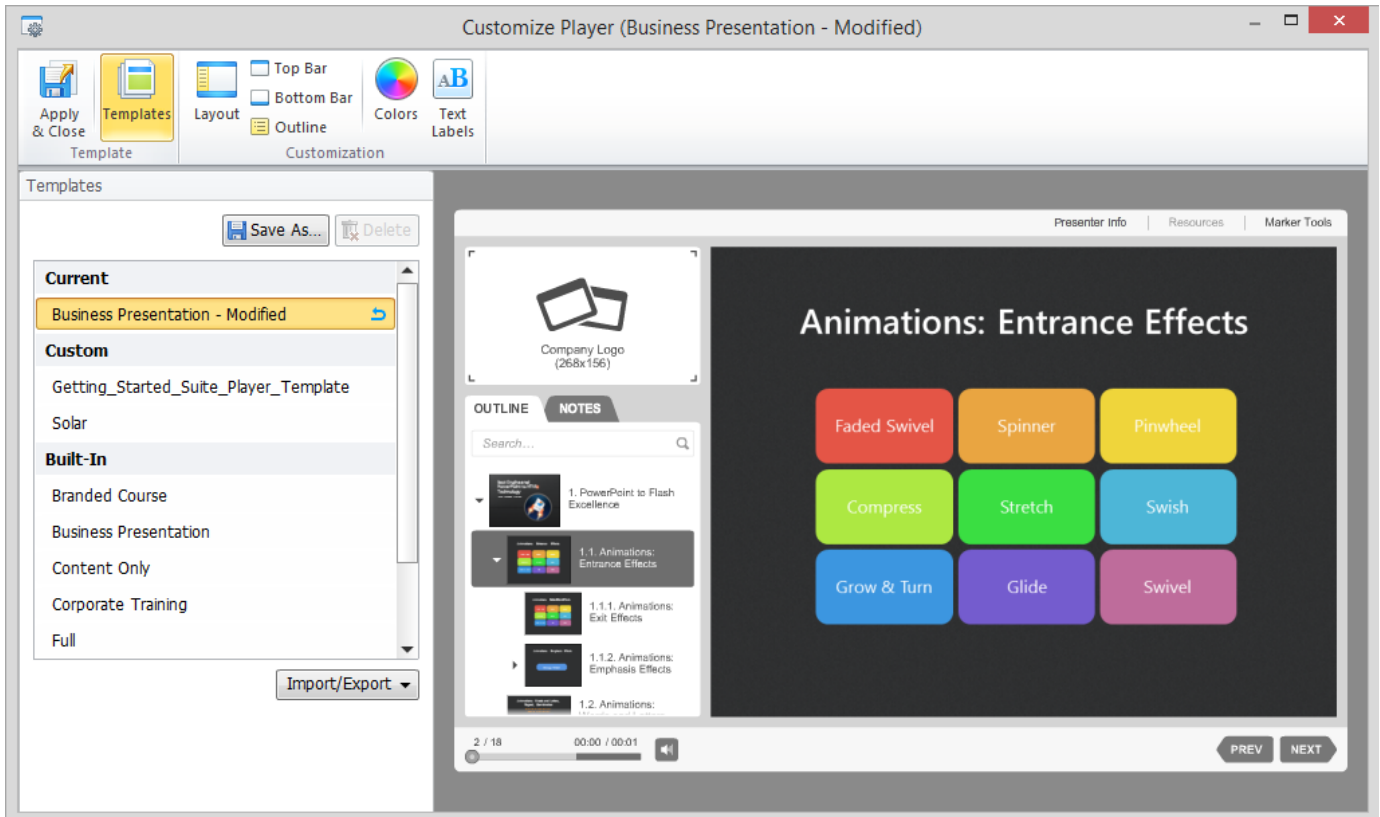 Customize Player (Business Presentation - Modified)
Apply & Close
Templates
Layout
Top Bar
Bottom Bar
Outline
Colors
Text Labels
Template
Customization
Templates
Save As...
Delete
Current
Business Presentation - Modified
Custom
Getting_Started_Suite_Player_Template
Solar
Built-In
Branded Course
Business Presentation
Content Only
Corporate Training
Full
Import/Export
Presenter Info
Resources
Marker Tools
Company Logo
(268x156)
OUTLINE
NOTES
Search...
1. PowerPoint to Flash
Excellence
1.1. Animations:
Entrance Effects
1.1.1. Animations:
Exit Effects
1.1.2. Animations:
Emphasis Effects
1.2. Animations:
Animations: Entrance Effects
Faded Swivel
Spinner
Pinwheel
Compress
Stretch
Swish
Grow & Turn
Glide
Swivel
2 / 18
00:00 / 00:01
PREV
NEXT